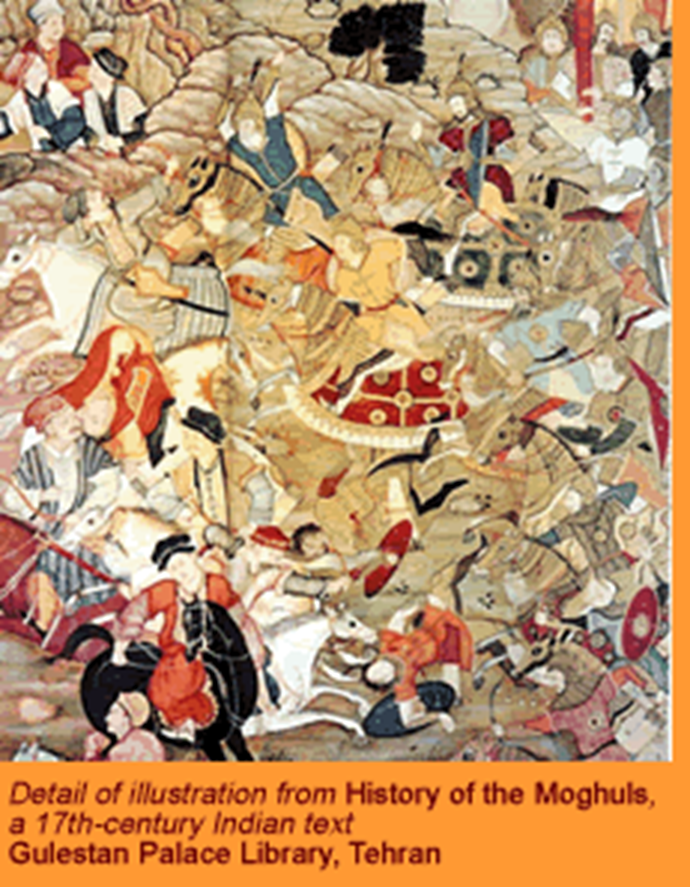 Detail of illustration from History of the Moghuls,
a 17th-century Indian text
Gulestan Palace Library, Tehran